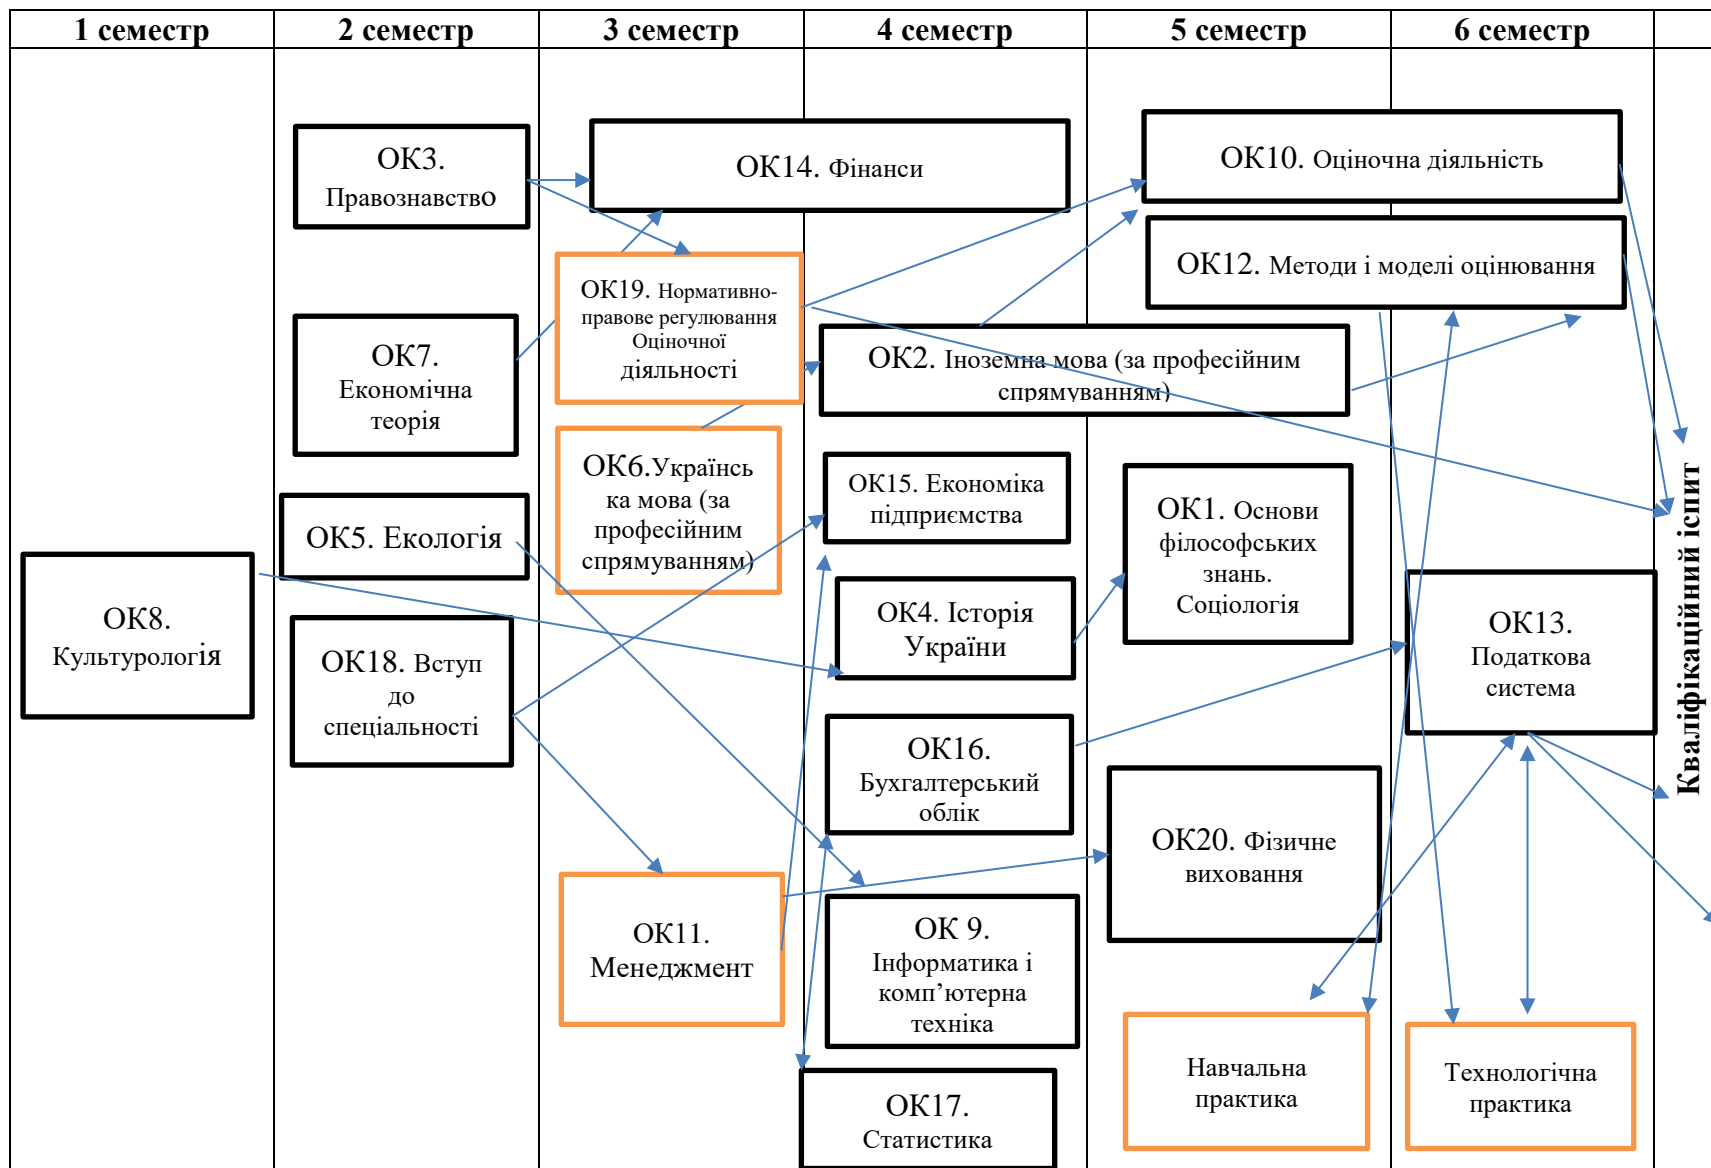 1 семестр
2 семестр
3 семестр
4 семестр
5 семестр
6 семестр
ОК8.
Культурологія
ОК3.
Правознавство
ОК7.
Економічна
теорія
ОК5. Екологія
ОК18. Вступ
до
спеціальності
ОК14. Фінанси
ОК19. Нормативно-
правове регулювання
Оціночної
діяльності
ОК6.Українсь
ка мова (за
професійним
спрямуванням)
ОК11.
Менеджмент
ОК2. Іноземна мова (за професійним
спрямуванням)
ОК15. Економіка
підприємства
ОК4. Історія
України
ОК16.
Бухгалтерський
облік
ОК 9.
Інформатика і
комп’ютерна
техніка
ОК17.
Статистика
ОК10. Оціночна діяльність
ОК12. Методи і моделі оцінювання
ОК1. Основи
філософських
знань.
Соціологія
ОК20. Фізичне
виховання
Навчальна
практика
ОК13.
Податкова
система
Технологічна
практика
Кваліфікаційний іспит